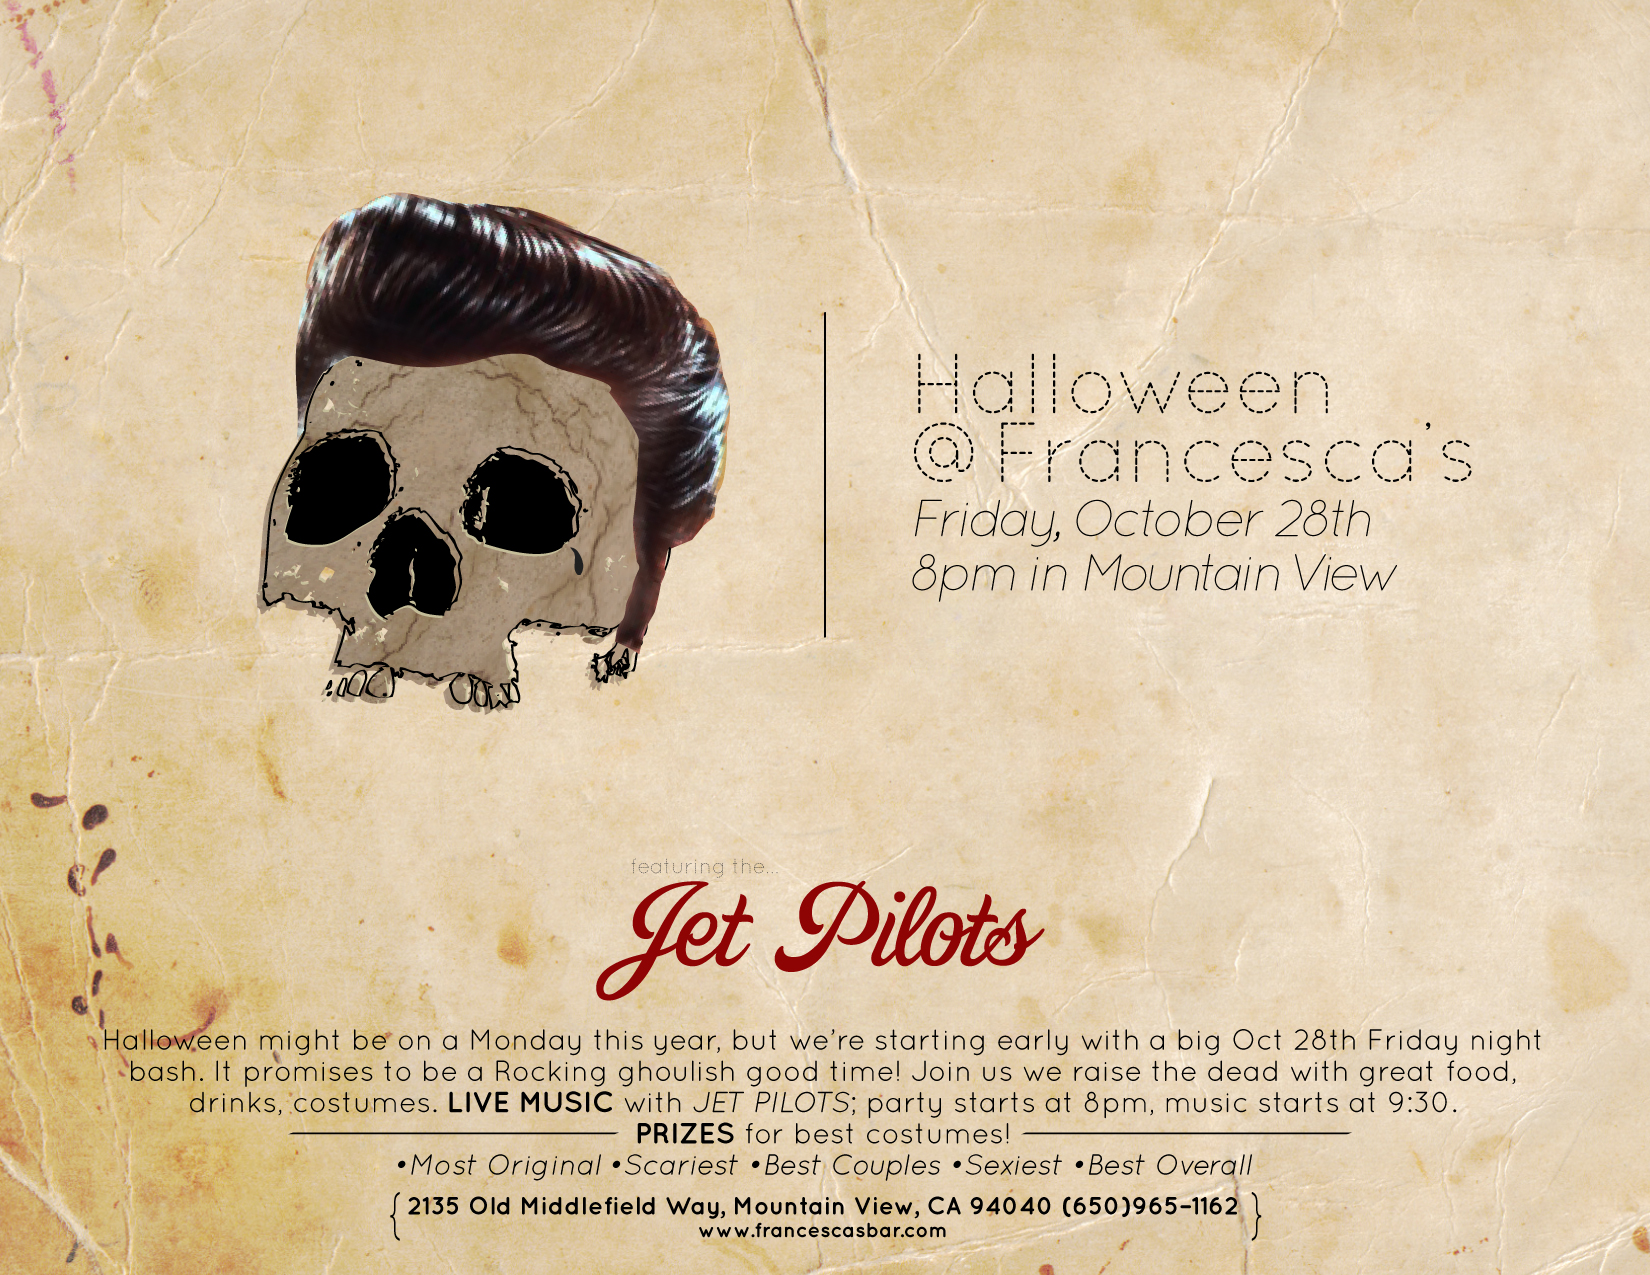 Halloween
@Francesca's
Friday, October 28th
8pm in Mountain View
featuring the...
Jet Pilots
Halloween might be on a Monday this year, but we're starting early with a big Oct 28th Friday night
bash. It promises to be a Rocking ghoulish good time! Join us we raise the dead with great food,
drinks, costumes. LIVE MUSIC with JET PILOTS; party starts at 8pm, music starts at 9:30.
PRIZES for best costumes!
•Most Original •Scariest •Best Couples •Sexiest •Best Overall
{ 2135 Old Middlefield Way, Mountain View, CA 94040 (650)965-1162 }
www.francescasbar.com